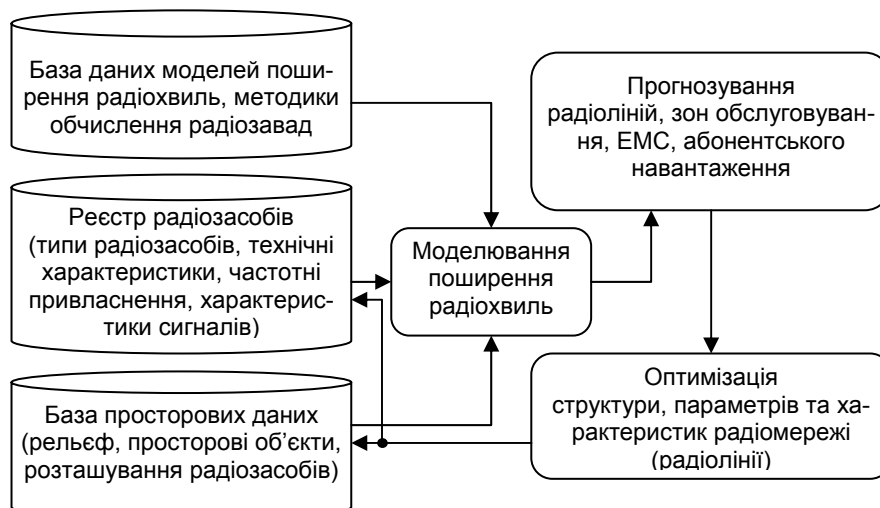 База даних моделей поши-
рення радіохвиль, методики
обчислення радіозавад
Реєстр радіозасобів
(типи радіозасобів, технічні
характеристики, частотні
привласнення, характерис-
тики сигналів)
База просторових даних
(рельєф, просторові об’єкти,
розташування радіозасобів)
Моделювання
поширення
радіохвиль
Прогнозування
радіоліній, зон обслуговуван-
ня, ЕМС, абонентського
навантаження
Оптимізація
структури, параметрів та ха-
рактеристик радіомережі
(радіолінії)